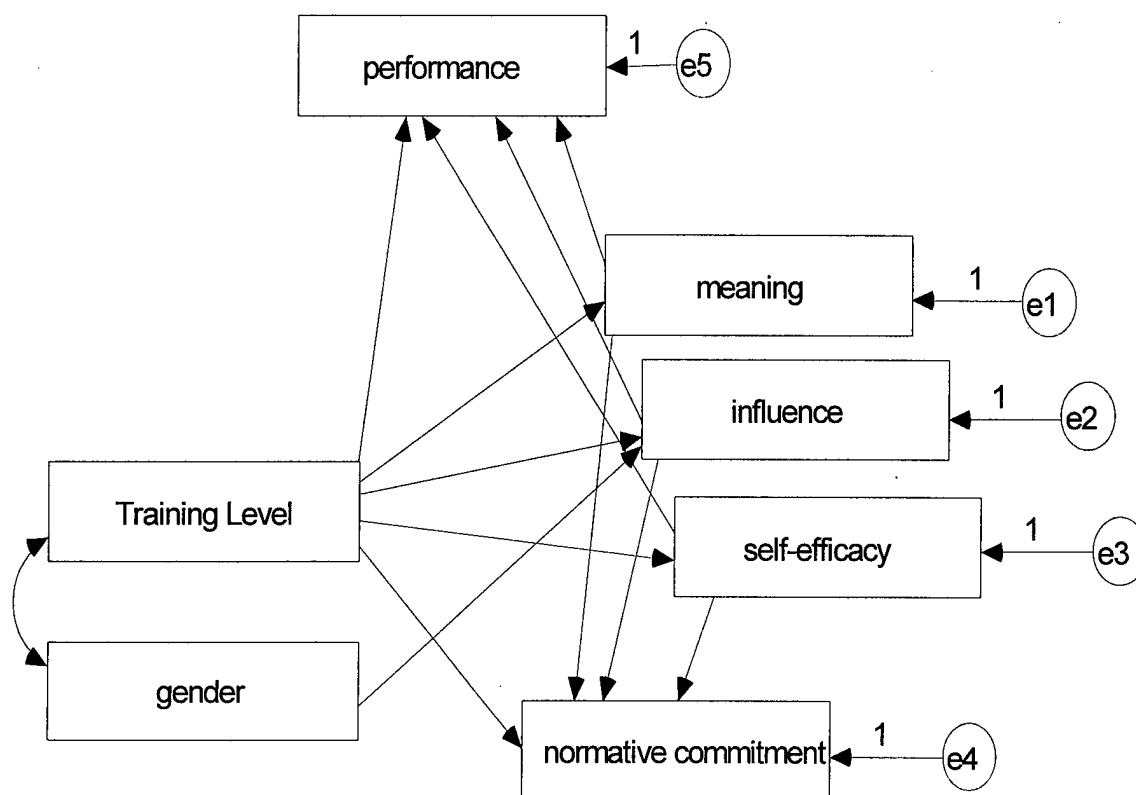 performance
1
e5
meaning
1
e1
influence
1
e2
Training Level
self-efficacy
1
e3
gender
normative commitment
1
e4